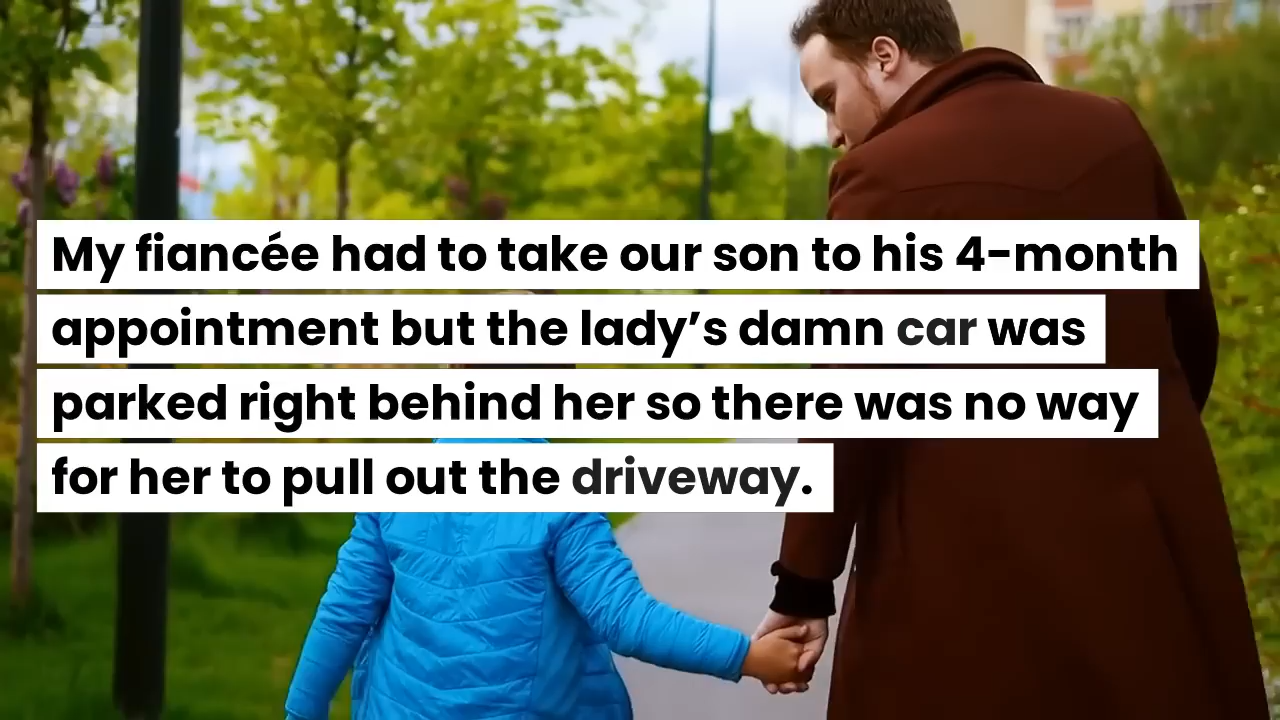 My fiancée had to take our son to his 4-month
appointment but the lady’s damn car was
parked right behind her so there was no way
for her to pull out the driveway.